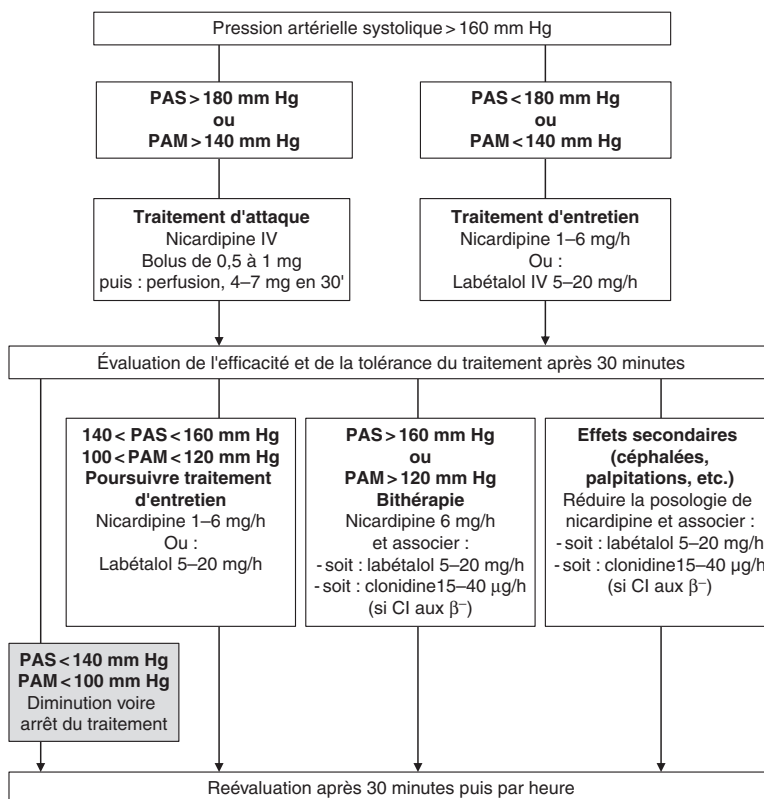 Pression artérielle systolique > 160 mm Hg
PAS > 180 mm Hg
ou
PAM > 140 mm Hg
PAS < 180 mm Hg
ou
PAM < 140 mm Hg
Traitement d'attaque
Nicardipine IV
Bolus de 0,5 à 1 mg
puis : perfusion, 4–7 mg en 30'
Traitement d'entretien
Nicardipine 1–6 mg/h
Ou :
Labétalol IV 5–20 mg/h
Évaluation de l'efficacité et de la tolérance du traitement après 30 minutes
140 < PAS < 160 mm Hg
100 < PAM < 120 mm Hg
Poursuivre traitement
d'entretien
Nicardipine 1–6 mg/h
Ou :
Labétalol 5–20 mg/h
PAS > 160 mm Hg
ou
PAM > 120 mm Hg
Bithérapie
Nicardipine 6 mg/h
et associer :
- soit : labétalol 5–20 mg/h
- soit : clonidine15–40 μg/h
(si CI aux β⁻)
Effets secondaires
(céphalées,
palpitations, etc.)
Réduire la posologie de
nicardipine et associer :
- soit : labétalol 5–20 mg/h
- soit : clonidine15–40 μg/h
(si CI aux β⁻)
PAS < 140 mm Hg
PAM < 100 mm Hg
Diminution voire
arrêt du traitement
Reévaluation après 30 minutes puis par heure